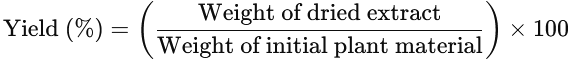 Yield (%) = ( Weight of dried extract / Weight of initial plant material ) × 100